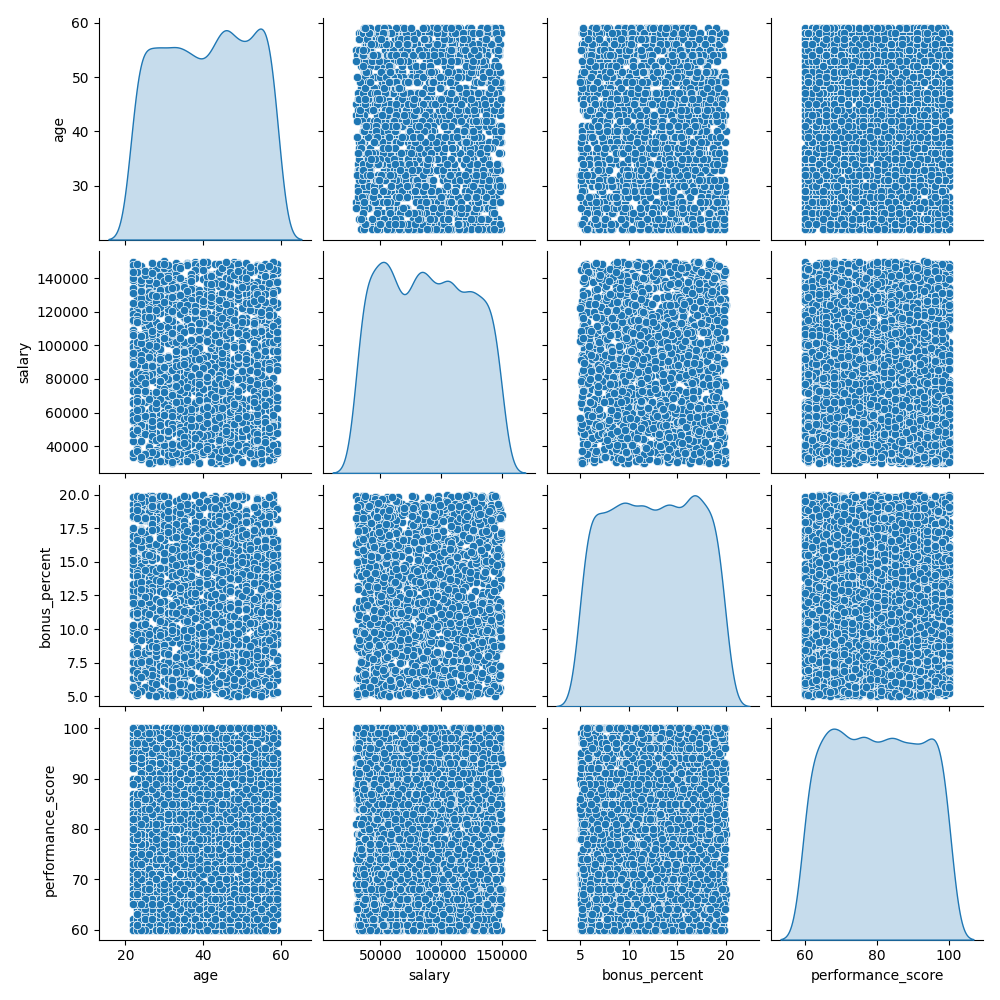 60
50
40
30
age
140000
120000
100000
80000
60000
40000
salary
20.0
17.5
15.0
12.5
10.0
7.5
5.0
bonus_percent
100
90
80
70
60
performance_score
20 40 60
50000 100000 150000
5 10 15 20
60 80 100
age salary bonus_percent performance_score